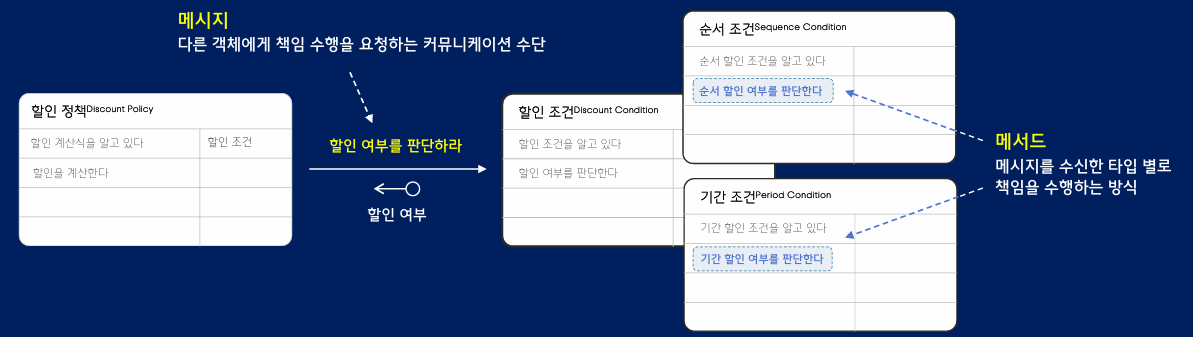 메시지
다른 객체에게 책임 수행을 요청하는 커뮤니케이션 수단
할인 정책Discount Policy
할인 계산식을 알고 있다 할인 조건
할인을 계산한다
할인 여부를 판단하라
할인 여부
할인 조건Discount Condition
할인 조건을 알고 있다
할인 여부를 판단한다
순서 조건Sequence Condition
순서 할인 조건을 알고 있다
순서 할인 여부를 판단한다
기간 조건Period Condition
기간 할인 조건을 알고 있다
기간 할인 여부를 판단한다
메서드
메시지를 수신한 타입 별로
책임을 수행하는 방식